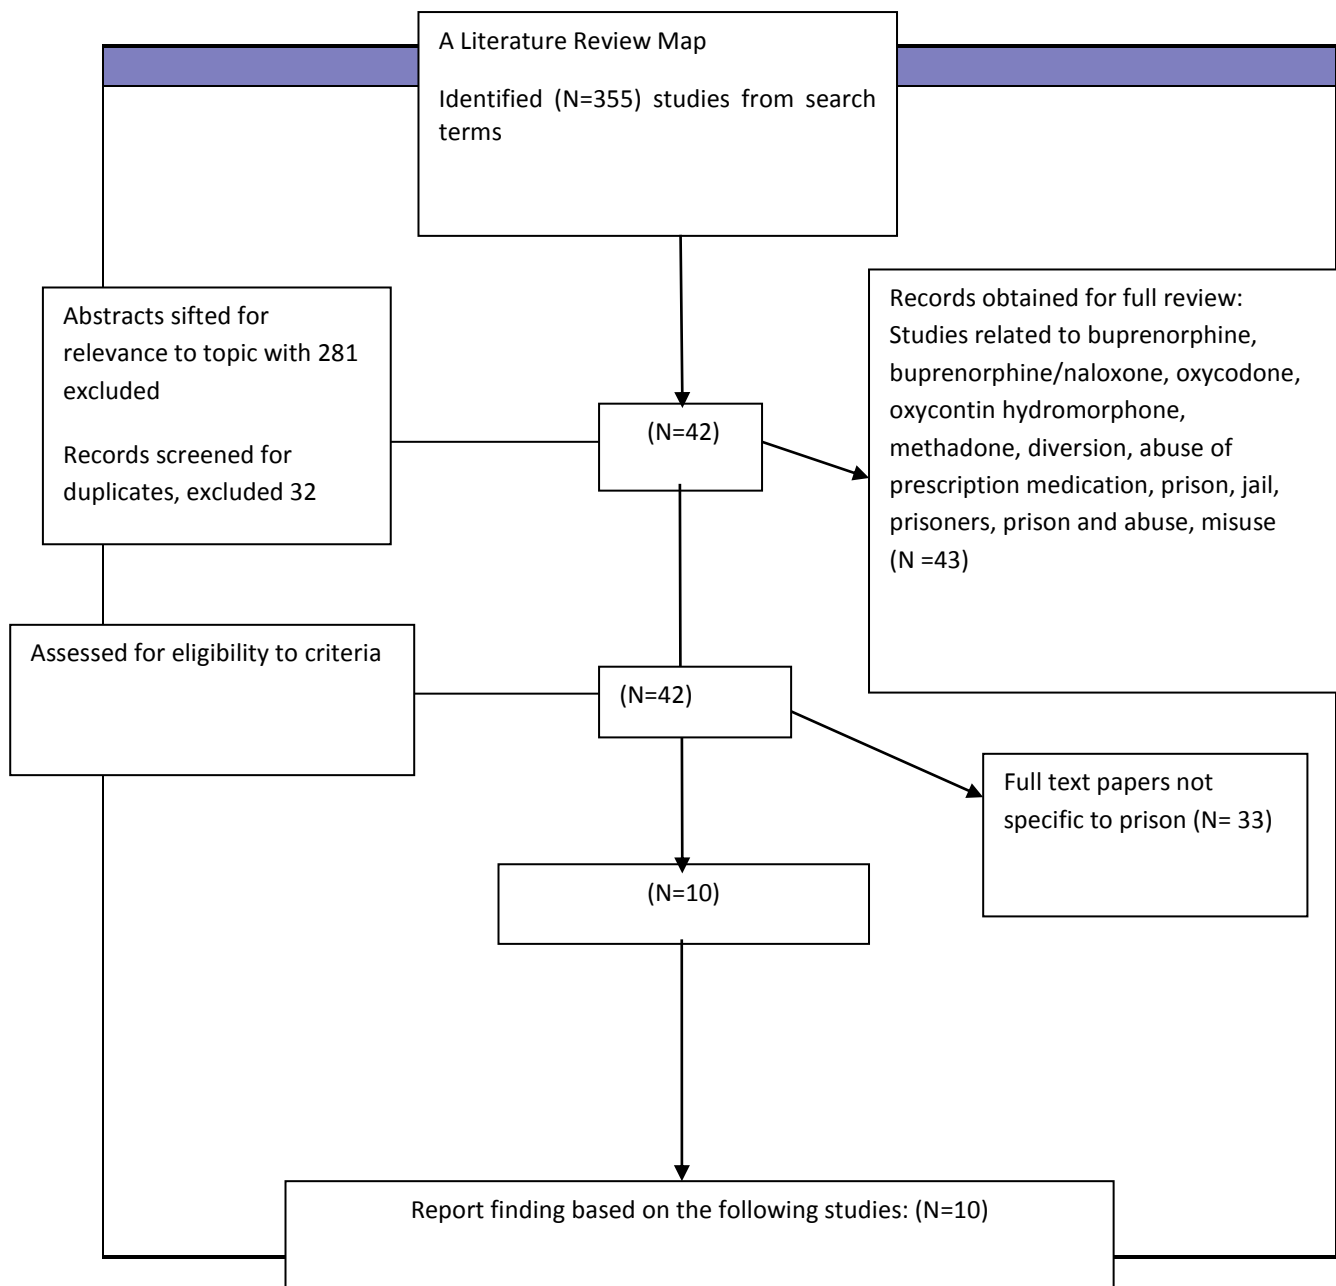 A Literature Review Map
Identified (N=355) studies from search
terms
Abstracts sifted for
relevance to topic with 281
excluded
Records screened for
duplicates, excluded 32
(N=42)
Records obtained for full review:
Studies related to buprenorphine,
buprenorphine/naloxone, oxycodone,
oxycontin hydromorphone,
methadone, diversion, abuse of
prescription medication, prison, jail,
prisoners, prison and abuse, misuse
(N =43)
Assessed for eligibility to criteria
(N=42)
Full text papers not
specific to prison (N= 33)
(N=10)
Report finding based on the following studies: (N=10)